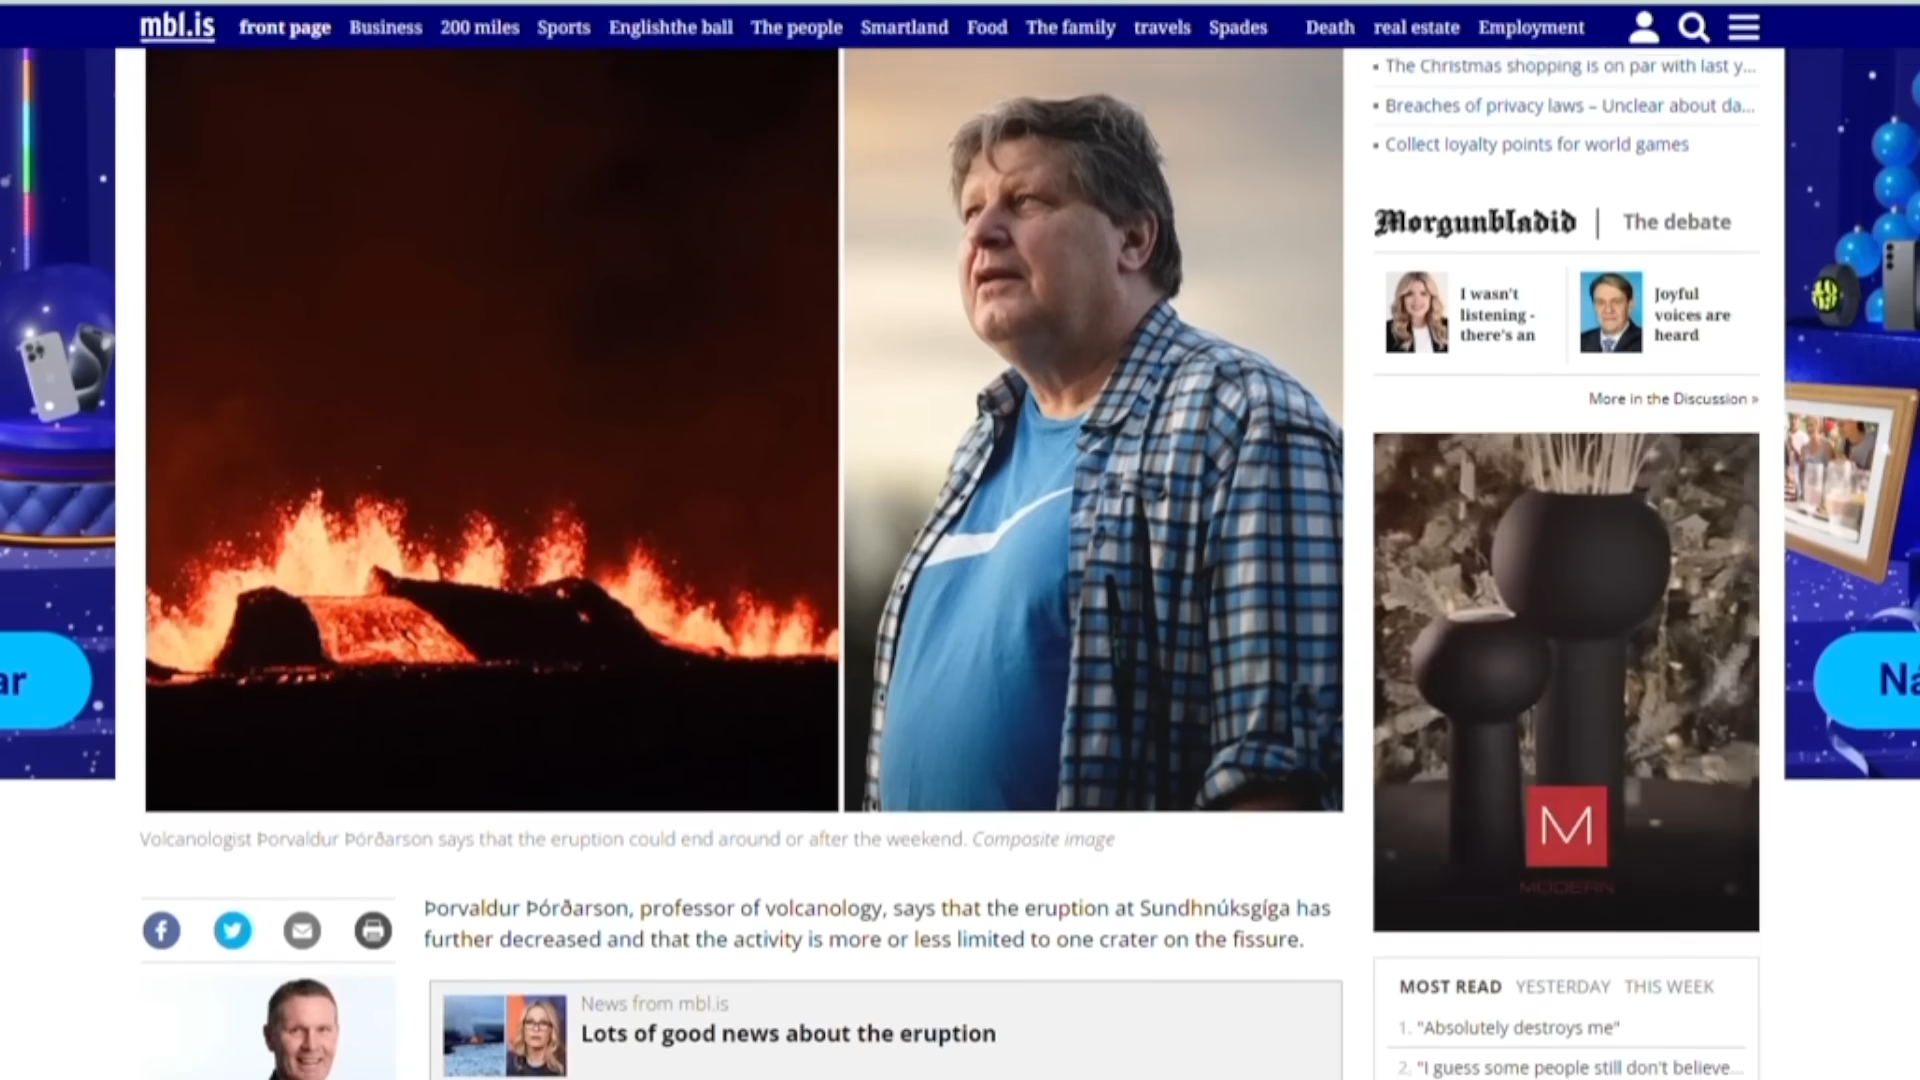 mbl.is front page Business 200 miles Sports Englishthe ball The people Smartland Food The family travels Spades Death real estate Employment
The Christmas shopping is on par with last y...
Breaches of privacy laws – Unclear about da...
Collect loyalty points for world games
Morgunbladid | The debate
I wasn't
listening -
there's an
Joyful
voices are
heard
More in the Discussion »
ar
Ná
M
MODERN
Volcanologist Þorvaldur Þórðarson says that the eruption could end around or after the weekend. Composite image
f
Þorvaldur Þórðarson, professor of volcanology, says that the eruption at Sundhnúksgíga has
further decreased and that the activity is more or less limited to one crater on the fissure.
News from mbl.is
Lots of good news about the eruption
MOST READ YESTERDAY THIS WEEK
1. "Absolutely destroys me"
2. "I guess some people still don't believe...